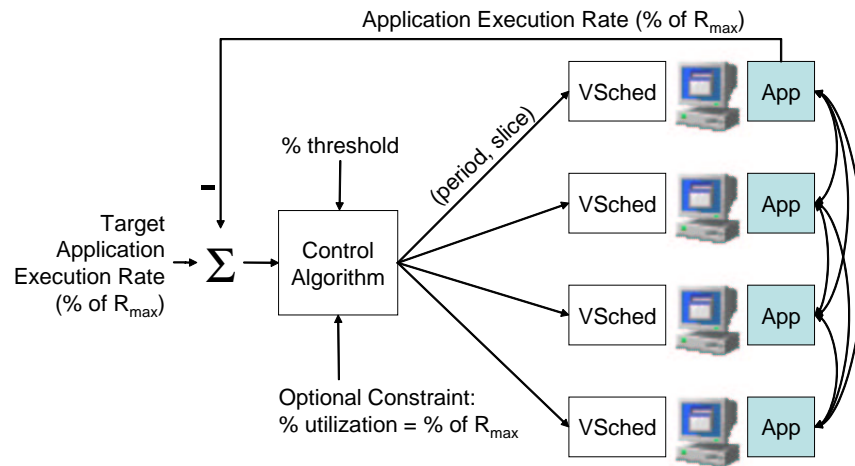 Application Execution Rate (% of Rmax)
VSched
App
% threshold
(period, slice)
-
Target
Application
Execution Rate
(% of Rmax)
Σ
Control
Algorithm
VSched
App
VSched
App
Optional Constraint:
% utilization = % of Rmax
VSched
App